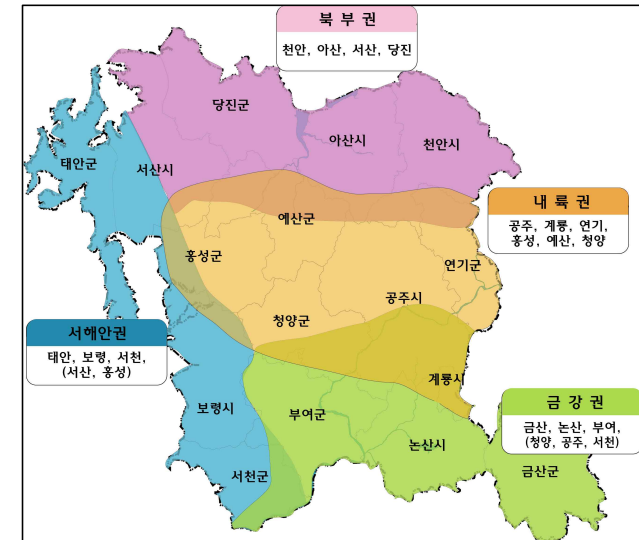 북 부 권
천안, 아산, 서산, 당진
당진군
아산시
천안시
태안군
서산시
내 륙 권
공주, 계룡, 연기,
홍성, 예산, 청양
예산군
홍성군
연기군
공주시
청양군
서해안권
태안, 보령, 서천,
(서산, 홍성)
계룡시
금 강 권
금산, 논산, 부여,
(청양, 공주, 서천)
보령시
부여군
논산시
서천군
금산군